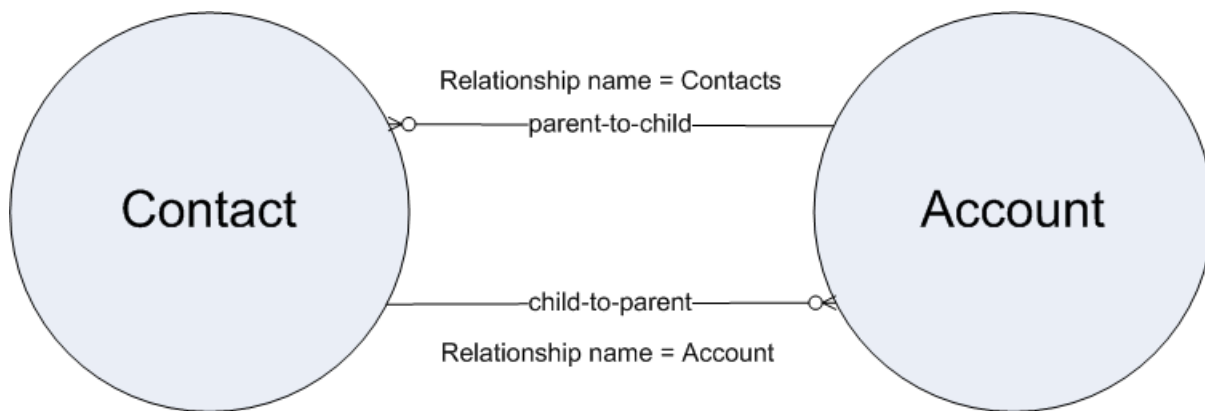 Relationship name = Contacts
parent-to-child
Contact
Account
child-to-parent
Relationship name = Account